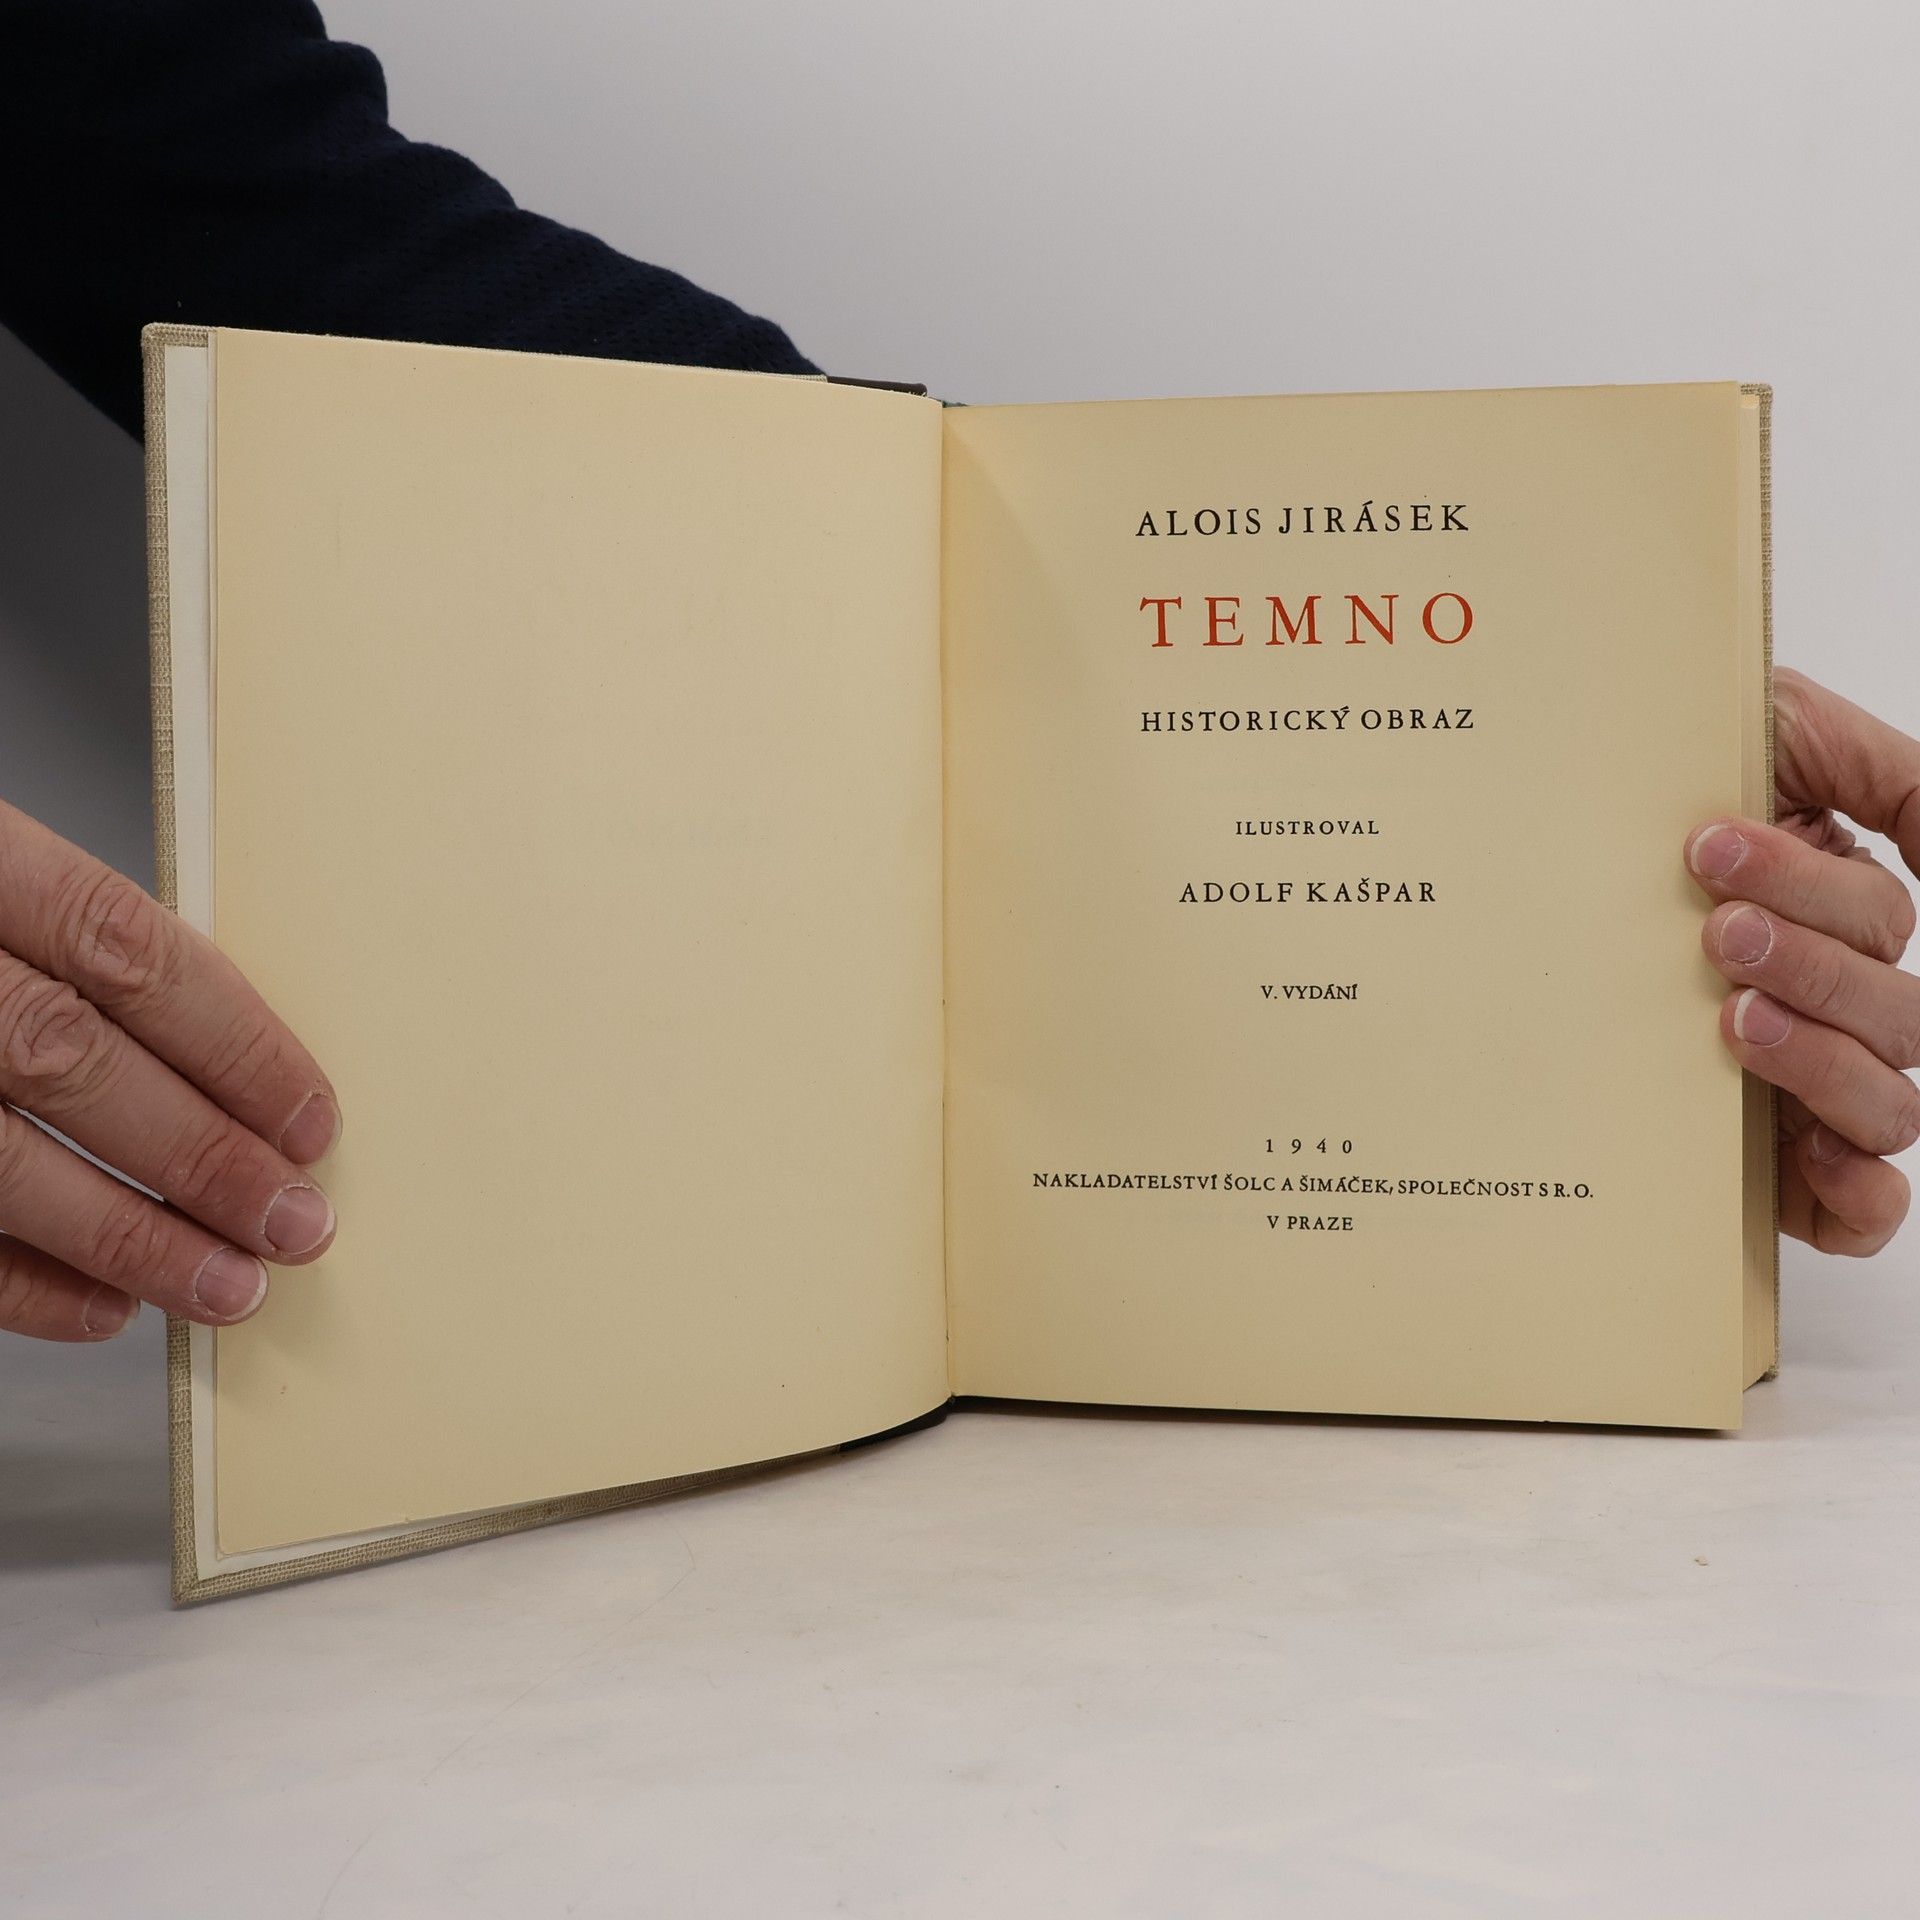 ALOIS JIRÁSEK
TEMNO
HISTORICKÝ OBRAZ
ILUSTROVAL
ADOLF KAŠPAR
V. VYDÁNÍ
1940
NAKLADATELSTVÍ ŠOLC A ŠIMÁČEK, SPOLEČNOST S R. O.
V PRAZE